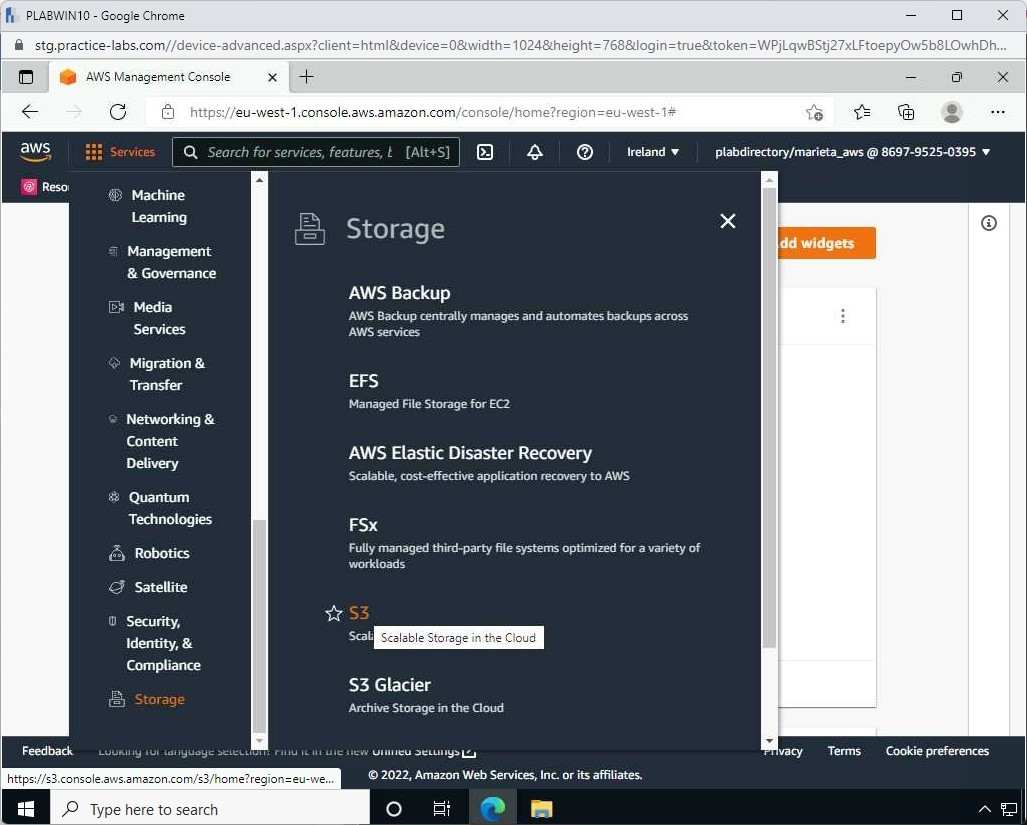 PLABWIN10 - Google Chrome
stg.practice-labs.com//device-advanced.aspx?client=html&device=0&width=1024&height=768&login=true&token=WPjLqwBStj27xLFtoepyOw5b8LOwhDh...
AWS Management Console
https://eu-west-1.console.aws.amazon.com/console/home?region=eu-west-1#
aws
Services
Search for services, features, b [Alt+S]
Ireland ▼
plabdirectory/marieta_aws @ 8697-9525-0395 ▼
Reso
Machine
Learning
Management
& Governance
Media
Services
Migration &
Transfer
Networking &
Content
Delivery
Quantum
Technologies
Robotics
Satellite
Security,
Identity, &
Compliance
Storage
Storage
AWS Backup
AWS Backup centrally manages and automates backups across
AWS services
EFS
Managed File Storage for EC2
AWS Elastic Disaster Recovery
Scalable, cost-effective application recovery to AWS
FSx
Fully managed third-party file systems optimized for a variety of
workloads
S3
Scal
Scalable Storage in the Cloud
S3 Glacier
Archive Storage in the Cloud
dd widgets
Feedback
Looking for language selection? Find it in the new Unified Settings
Privacy
Terms
Cookie preferences
https://s3.console.aws.amazon.com/s3/home?region=eu-we...
© 2022, Amazon Web Services, Inc. or its affiliates.
Type here to search